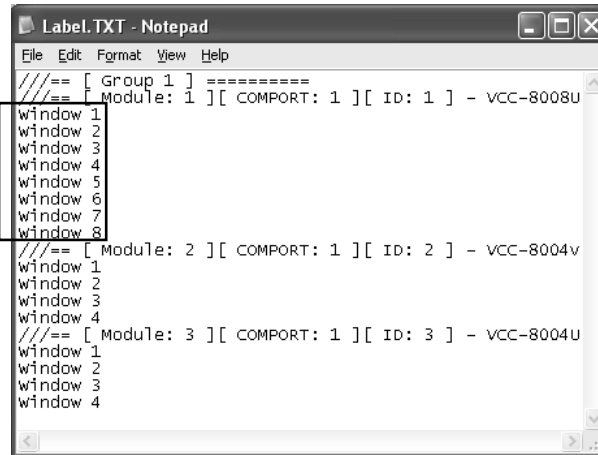 Label.TXT - Notepad
File Edit Format View Help
///== [ Group 1 ] ==========
///== [ Module: 1 ][ COMPORT: 1 ][ ID: 1 ] - VCC-8008U
Window 1
Window 2
Window 3
Window 4
Window 5
Window 6
Window 7
Window 8
///== [ Module: 2 ][ COMPORT: 1 ][ ID: 2 ] - VCC-8004V
Window 1
Window 2
Window 3
Window 4
///== [ Module: 3 ][ COMPORT: 1 ][ ID: 3 ] - VCC-8004U
Window 1
Window 2
Window 3
Window 4